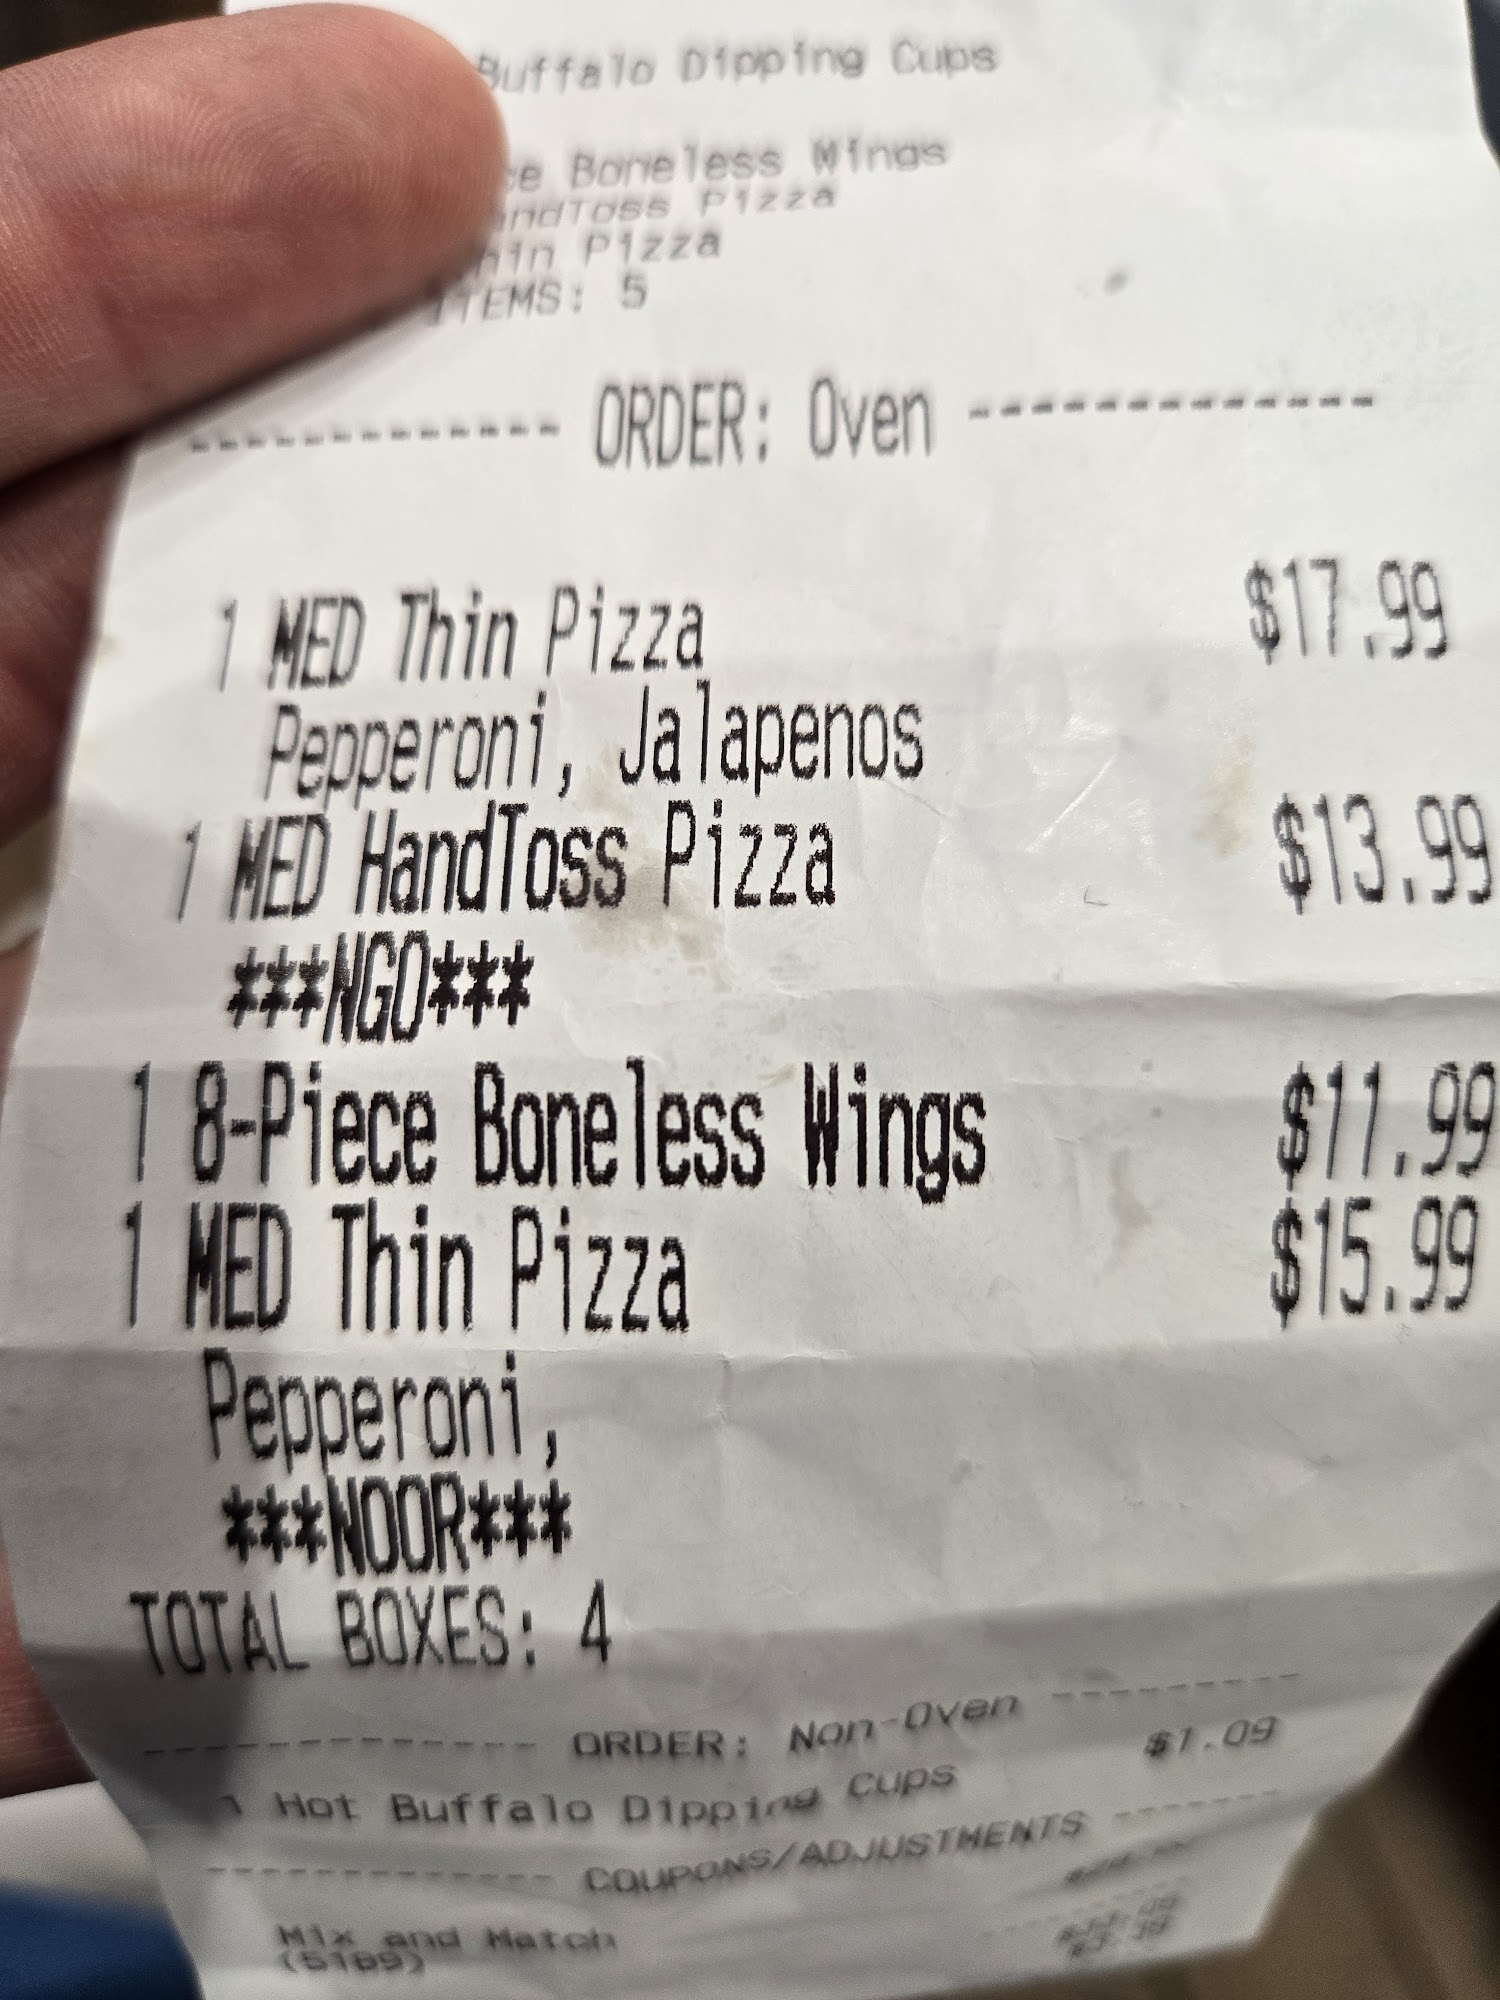 Buffalo Dipping Cups
Boneless Wings
Pizza
Pizza
ITEMS: 5
------------- ORDER: Oven -------------
1 MED Thin Pizza $17.99
Pepperoni, Jalapenos
1 MED HandToss Pizza $13.99
***NGO***
1 8-Piece Boneless Wings $11.99
1 MED Thin Pizza $15.99
Pepperoni,
***NOOR***
TOTAL BOXES: 4
------------- ORDER: Non-Oven ---------
$1.09
1 Hot Buffalo Dipping Cups
------------- COUPONS/ADJUSTMENTS -------
Mix and Match